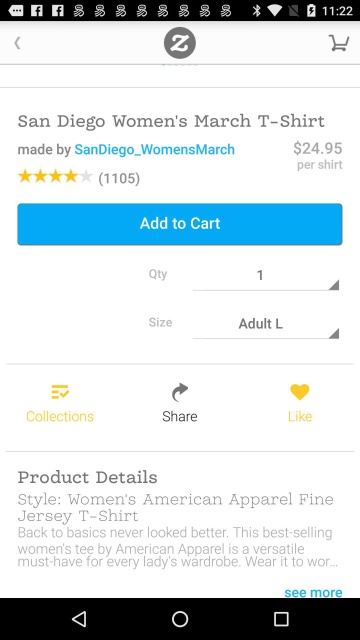 11:22
Z
San Diego Women's March T-Shirt
made by SanDiego_WomensMarch
$24.95
per shirt
(1105)
Add to Cart
Qty 1
Size Adult L
Collections Share Like
Product Details
Style: Women's American Apparel Fine
Jersey T-Shirt
Back to basics never looked better. This best-selling
women's tee by American Apparel is a versatile
must-have for every lady's wardrobe. Wear it to wor...
see more